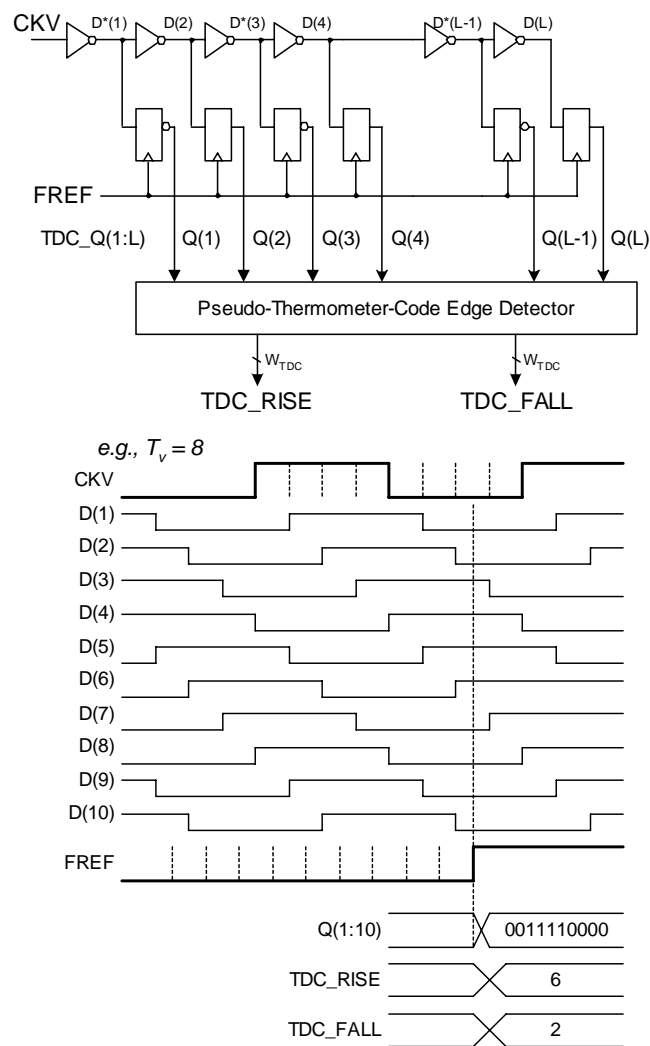 CKV D*(1) D(2) D*(3) D(4) D*(L-1) D(L)
FREF
TDC_Q(1:L) Q(1) Q(2) Q(3) Q(4) Q(L-1) Q(L)
Pseudo-Thermometer-Code Edge Detector
W_TDC W_TDC
TDC_RISE TDC_FALL
e.g., T_v = 8
CKV
D(1)
D(2)
D(3)
D(4)
D(5)
D(6)
D(7)
D(8)
D(9)
D(10)
FREF
Q(1:10) 0011110000
TDC_RISE 6
TDC_FALL 2